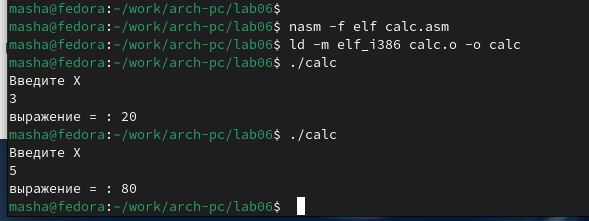 masha@fedora:~/work/arch-pc/lab06$
masha@fedora:~/work/arch-pc/lab06$ nasm -f elf calc.asm
masha@fedora:~/work/arch-pc/lab06$ ld -m elf_i386 calc.o -o calc
masha@fedora:~/work/arch-pc/lab06$ ./calc
Введите X
3
выражение = : 20
masha@fedora:~/work/arch-pc/lab06$ ./calc
Введите X
5
выражение = : 80
masha@fedora:~/work/arch-pc/lab06$